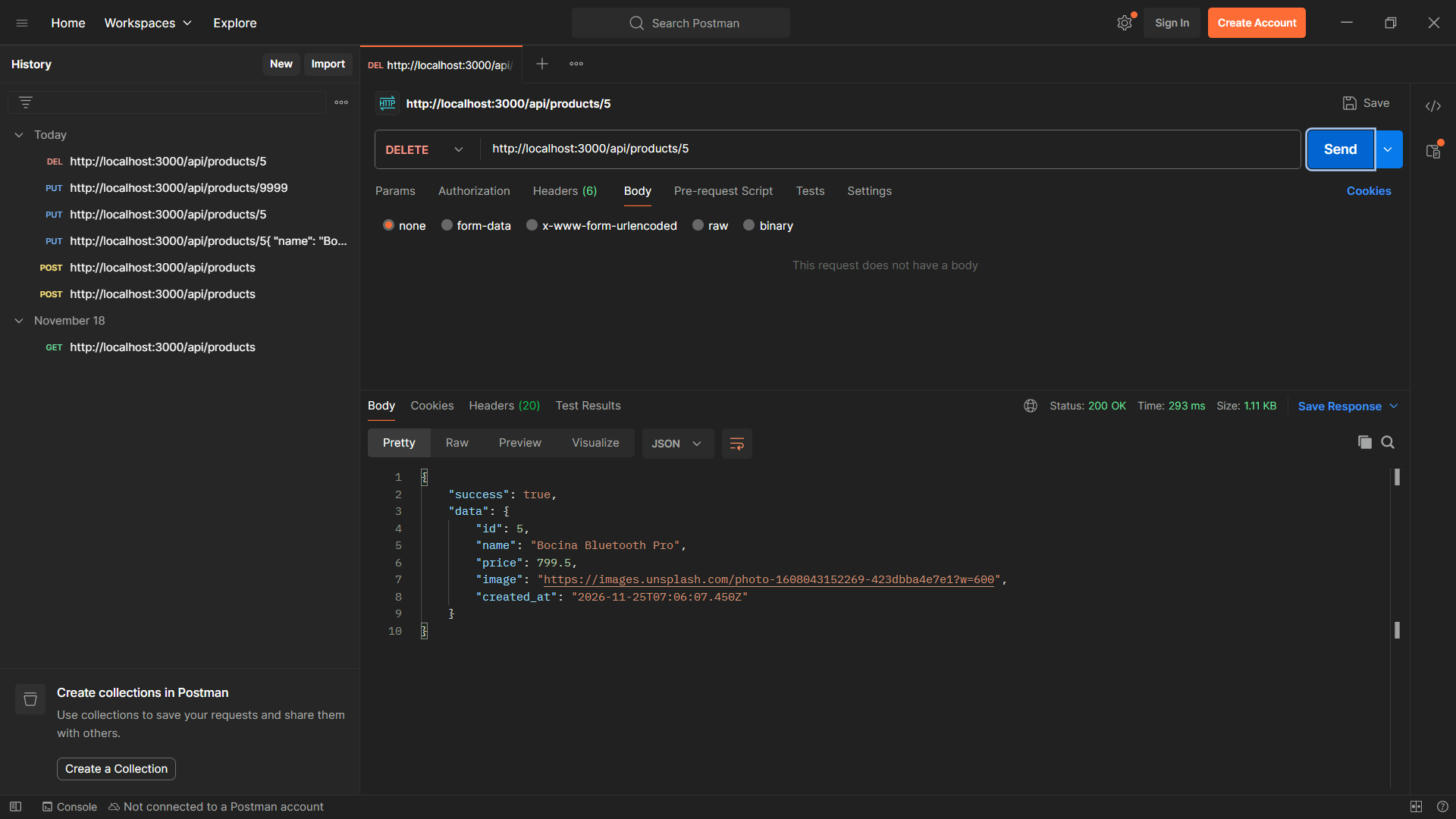 Home Workspaces Explore Search Postman Sign In Create Account
History New Import
DEL http://localhost:3000/api/
Today
DEL http://localhost:3000/api/products/5
PUT http://localhost:3000/api/products/9999
PUT http://localhost:3000/api/products/5
PUT http://localhost:3000/api/products/5{ "name": "Bo...
POST http://localhost:3000/api/products
POST http://localhost:3000/api/products
November 18
GET http://localhost:3000/api/products
Create collections in Postman
Use collections to save your requests and share them
with others.
Create a Collection
HTTP http://localhost:3000/api/products/5 Save
DELETE http://localhost:3000/api/products/5 Send
Params Authorization Headers (6) Body Pre-request Script Tests Settings Cookies
none form-data x-www-form-urlencoded raw binary
This request does not have a body
Body Cookies Headers (20) Test Results Status: 200 OK Time: 293 ms Size: 1.11 KB Save Response
Pretty Raw Preview Visualize JSON
1 {
2 "success": true,
3 "data": {
4 "id": 5,
5 "name": "Bocina Bluetooth Pro",
6 "price": 799.5,
7 "image": "https://images.unsplash.com/photo-1608043152269-423dbba4e7e1?w=600",
8 "created_at": "2026-11-25T07:06:07.450Z"
9 }
10 }
Console Not connected to a Postman account